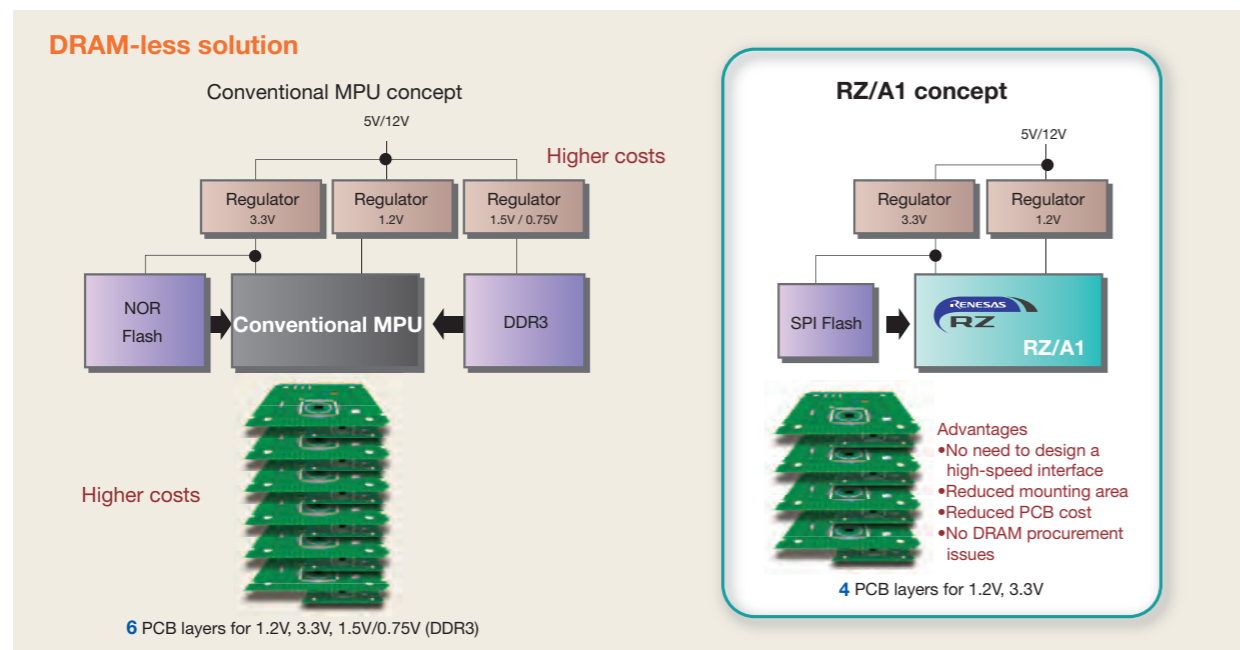 DRAM-less solution
Conventional MPU concept
5V/12V
Higher costs
Regulator
3.3V
Regulator
1.2V
Regulator
1.5V / 0.75V
NOR
Flash
Conventional MPU
DDR3
Higher costs
6 PCB layers for 1.2V, 3.3V, 1.5V/0.75V (DDR3)
RZ/A1 concept
5V/12V
Regulator
3.3V
Regulator
1.2V
SPI Flash
RENESAS
RZ
RZ/A1
Advantages
•No need to design a
high-speed interface
•Reduced mounting area
•Reduced PCB cost
•No DRAM procurement
issues
4 PCB layers for 1.2V, 3.3V